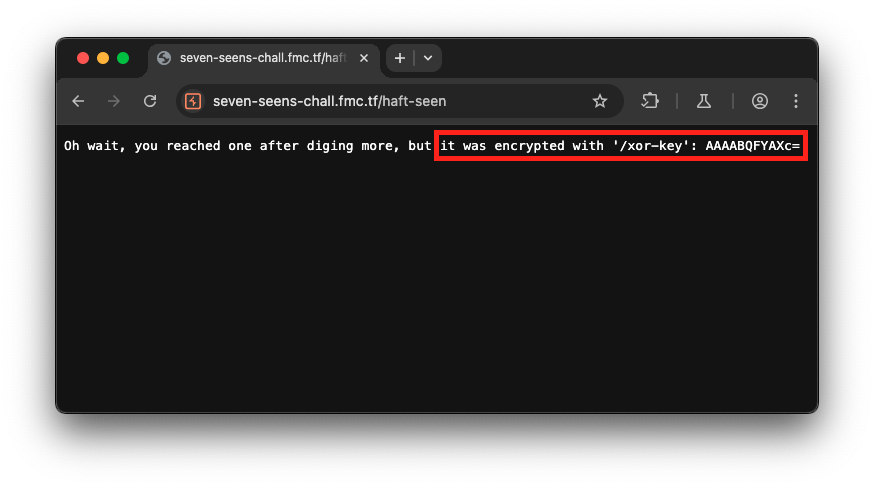 seven-seens-chall.fmc.tf/haft
seven-seens-chall.fmc.tf/haft-seen
Oh wait, you reached one after diging more, but it was encrypted with '/xor-key': AAAABQFYAXc=